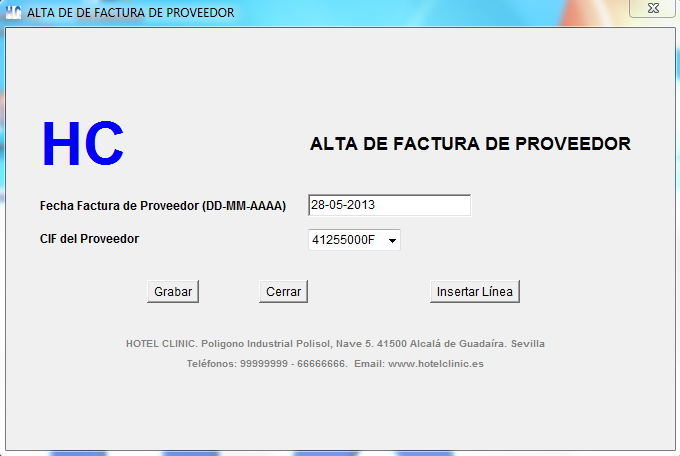 HC ALTA DE DE FACTURA DE PROVEEDOR
HC
ALTA DE FACTURA DE PROVEEDOR
Fecha Factura de Proveedor (DD-MM-AAAA) 28-05-2013
CIF del Proveedor 41255000F
Grabar Cerrar Insertar Línea
HOTEL CLINIC. Poligono Industrial Polisol, Nave 5. 41500 Alcalá de Guadaíra. Sevilla
Teléfonos: 99999999 - 66666666. Email: www.hotelclinic.es